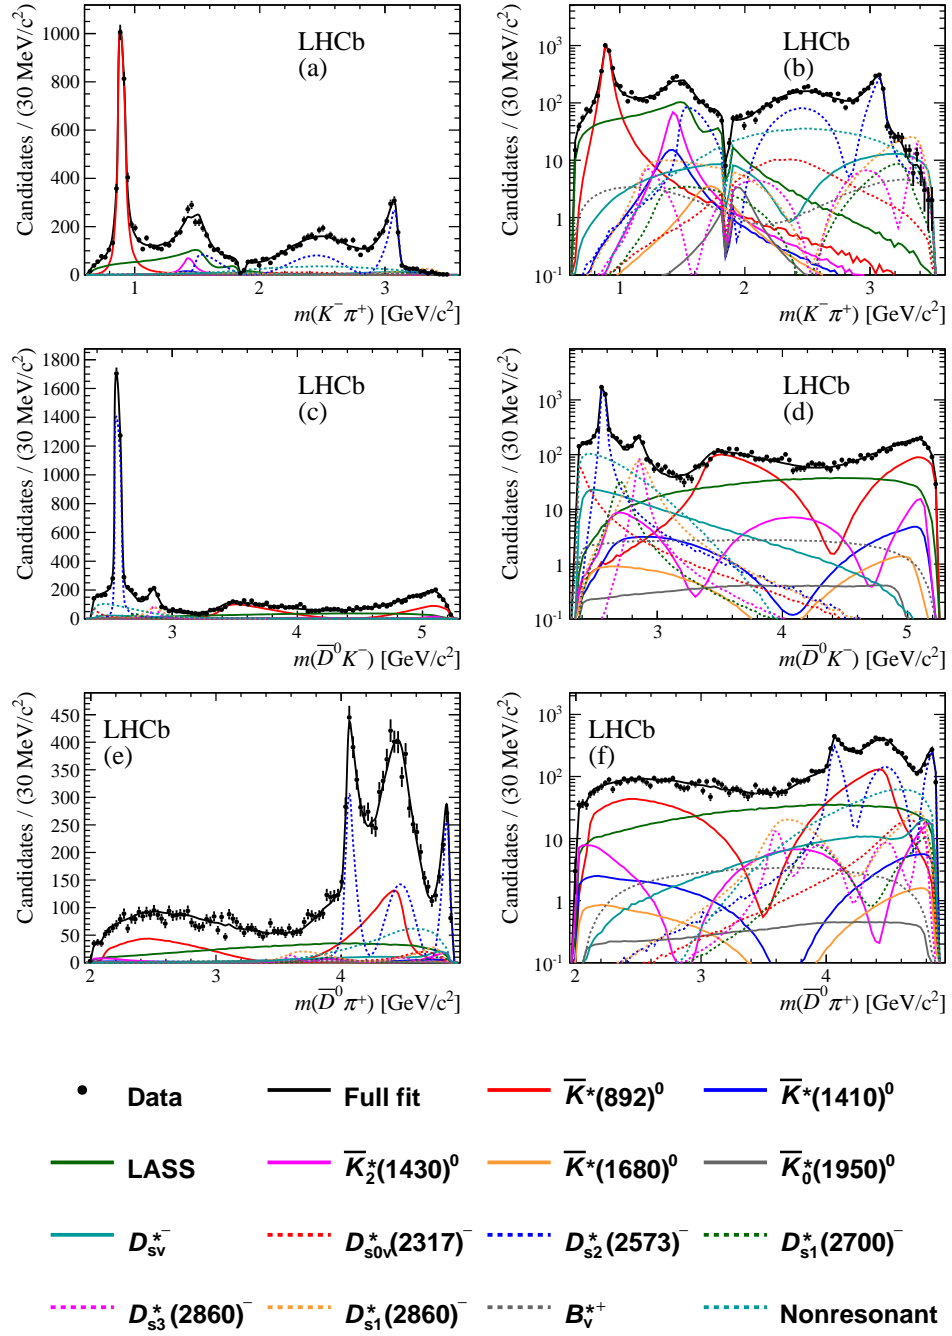 LHCb
(a)
Candidates / (30 MeV/c²)
1000
800
600
400
200
0
1
2
3
m(K⁻π⁺) [GeV/c²]
LHCb
(b)
Candidates / (30 MeV/c²)
10³
10²
10
1
10⁻¹
1
2
3
m(K⁻π⁺) [GeV/c²]
LHCb
(c)
Candidates / (30 MeV/c²)
1800
1600
1400
1200
1000
800
600
400
200
0
3
4
5
m(D̅⁰K⁻) [GeV/c²]
LHCb
(d)
Candidates / (30 MeV/c²)
10³
10²
10
1
10⁻¹
3
4
5
m(D̅⁰K⁻) [GeV/c²]
LHCb
(e)
Candidates / (30 MeV/c²)
450
400
350
300
250
200
150
100
50
0
2
3
4
m(D̅⁰π⁺) [GeV/c²]
LHCb
(f)
Candidates / (30 MeV/c²)
10³
10²
10
1
10⁻¹
2
3
4
m(D̅⁰π⁺) [GeV/c²]
Data Full fit K̅*(892)⁰ K̅*(1410)⁰
LASS K̅₂*(1430)⁰ K̅*(1680)⁰ K̅₀*(1950)⁰
D*ₛᵥ⁻ D*ₛ₀ᵥ(2317)⁻ D*ₛ₂(2573)⁻ D*ₛ₁(2700)⁻
D*ₛ₃(2860)⁻ D*ₛ₁(2860)⁻ Bᵥ*⁺ Nonresonant